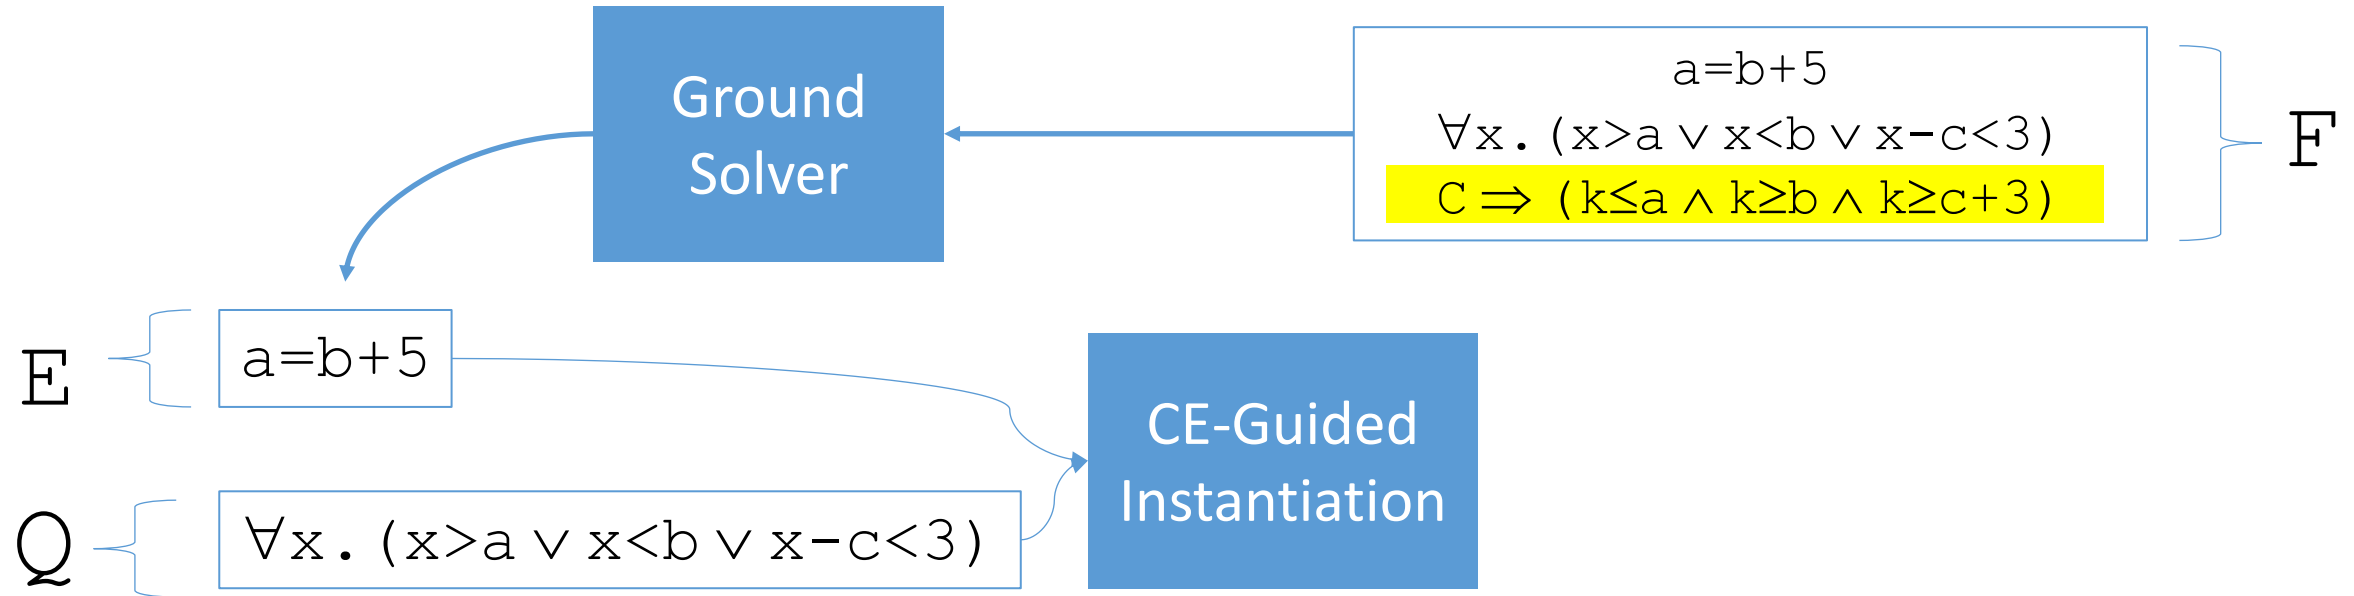 Ground
Solver
a=b+5
∀x.(x>a ∨ x<b ∨ x-c<3)
C ⇒ (k≤a ∧ k≥b ∧ k≥c+3)
F
E
a=b+5
CE-Guided
Instantiation
Q
∀x.(x>a ∨ x<b ∨ x-c<3)